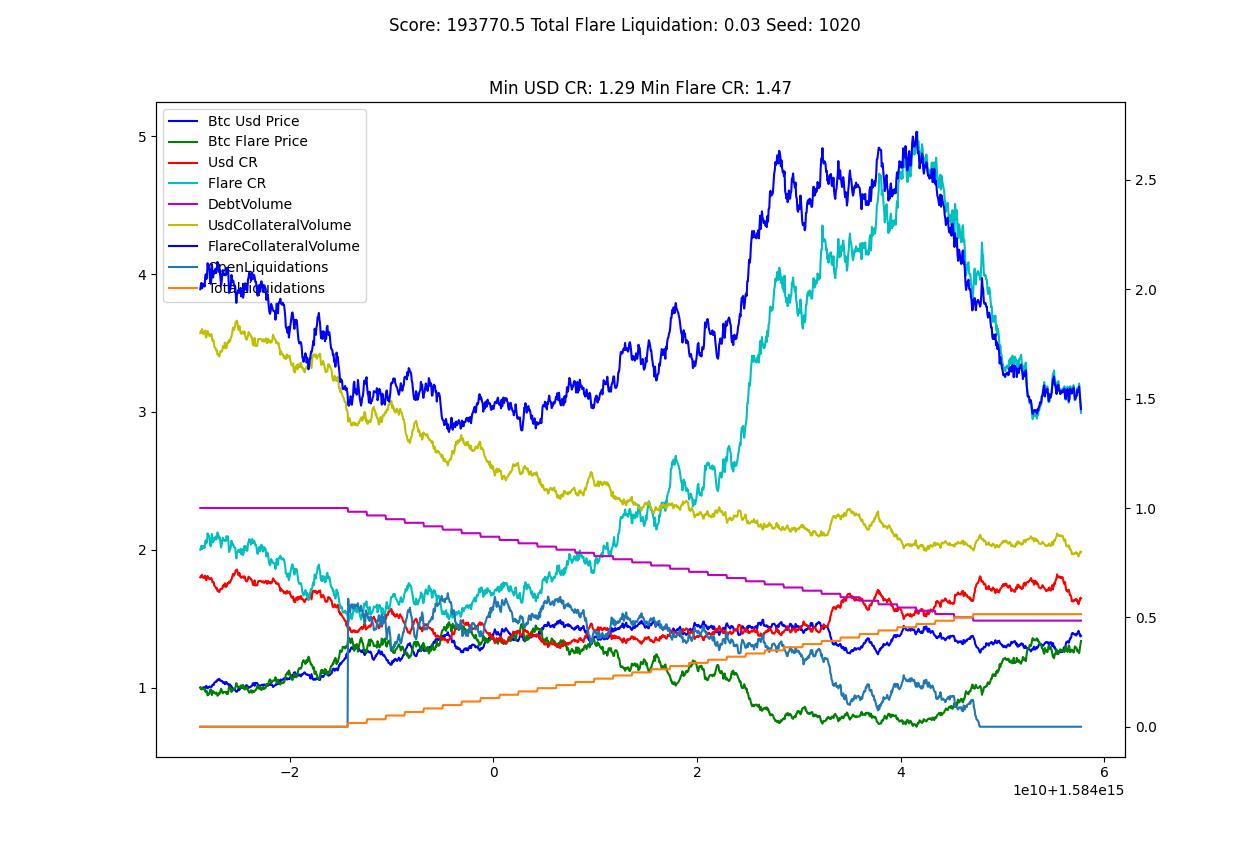 Score: 193770.5 Total Flare Liquidation: 0.03 Seed: 1020
Min USD CR: 1.29 Min Flare CR: 1.47
Btc Usd Price
Btc Flare Price
Usd CR
Flare CR
DebtVolume
UsdCollateralVolume
FlareCollateralVolume
OpenLiquidations
TotalLiquidations
5
4
3
2
1
2.5
2.0
1.5
1.0
0.5
0.0
−2
0
2
4
6
1e10+1.584e15